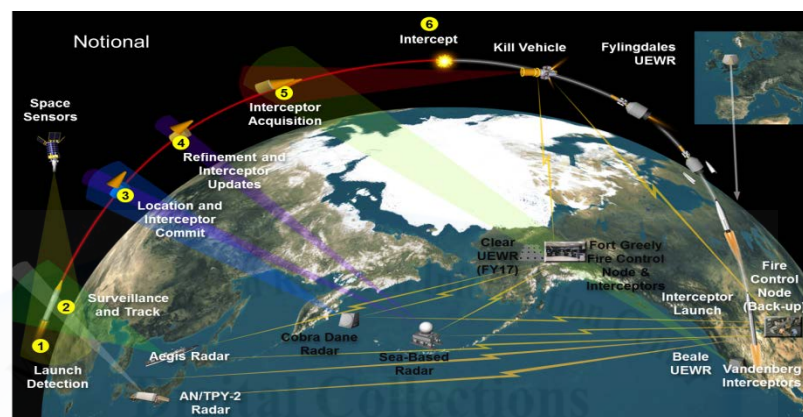 Notional
6
Intercept
Kill Vehicle
Fylingdales
UEWR
Space
Sensors
5
Interceptor
Acquisition
4
Refinement and
Interceptor
Updates
3
Location and
Interceptor
Commit
2
Surveillance
and Track
1
Launch
Detection
Aegis Radar
AN/TPY-2
Radar
Cobra Dane
Radar
Sea-Based
Radar
Clear
UEWR
(FY17)
Fort Greely
Fire Control
Node &
Interceptors
Interceptor
Launch
Fire
Control
Node
(Back-up)
Beale
UEWR
Vandenberg
Interceptors
Digital Collections